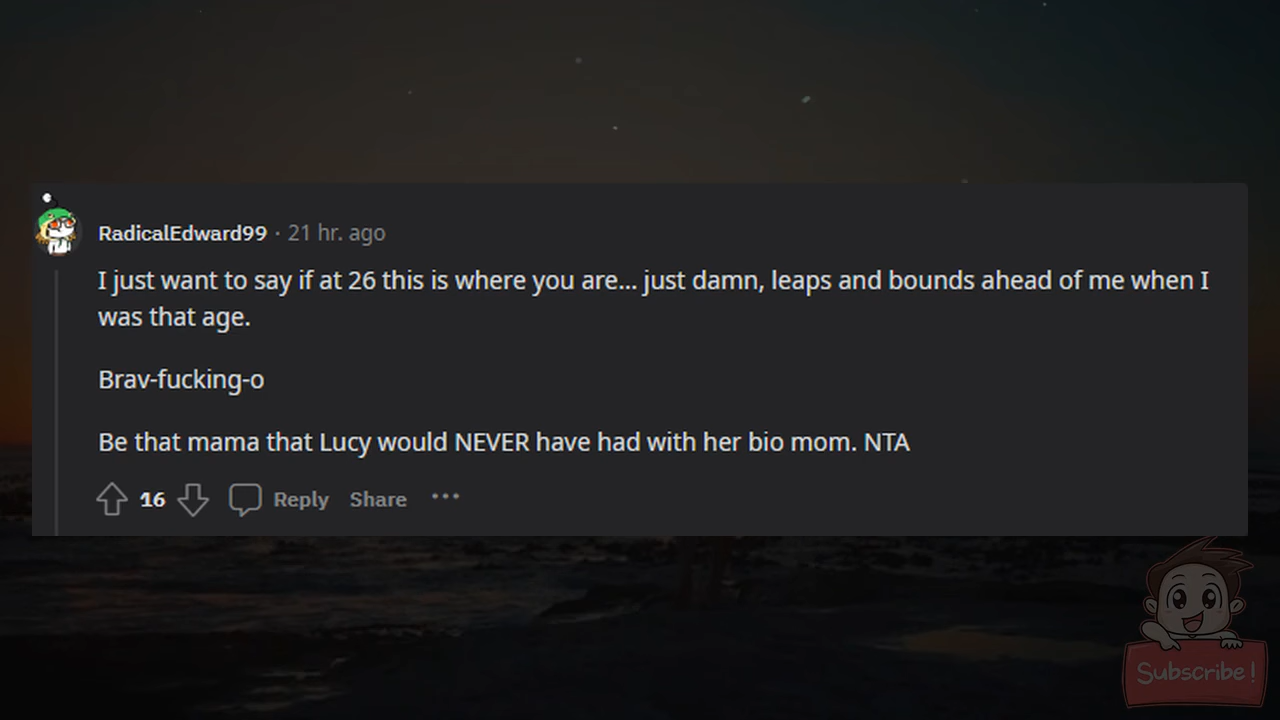 RadicalEdward99 · 21 hr. ago
I just want to say if at 26 this is where you are... just damn, leaps and bounds ahead of me when I
was that age.
Brav-fucking-o
Be that mama that Lucy would NEVER have had with her bio mom. NTA
16 Reply Share ···
Subscribe!